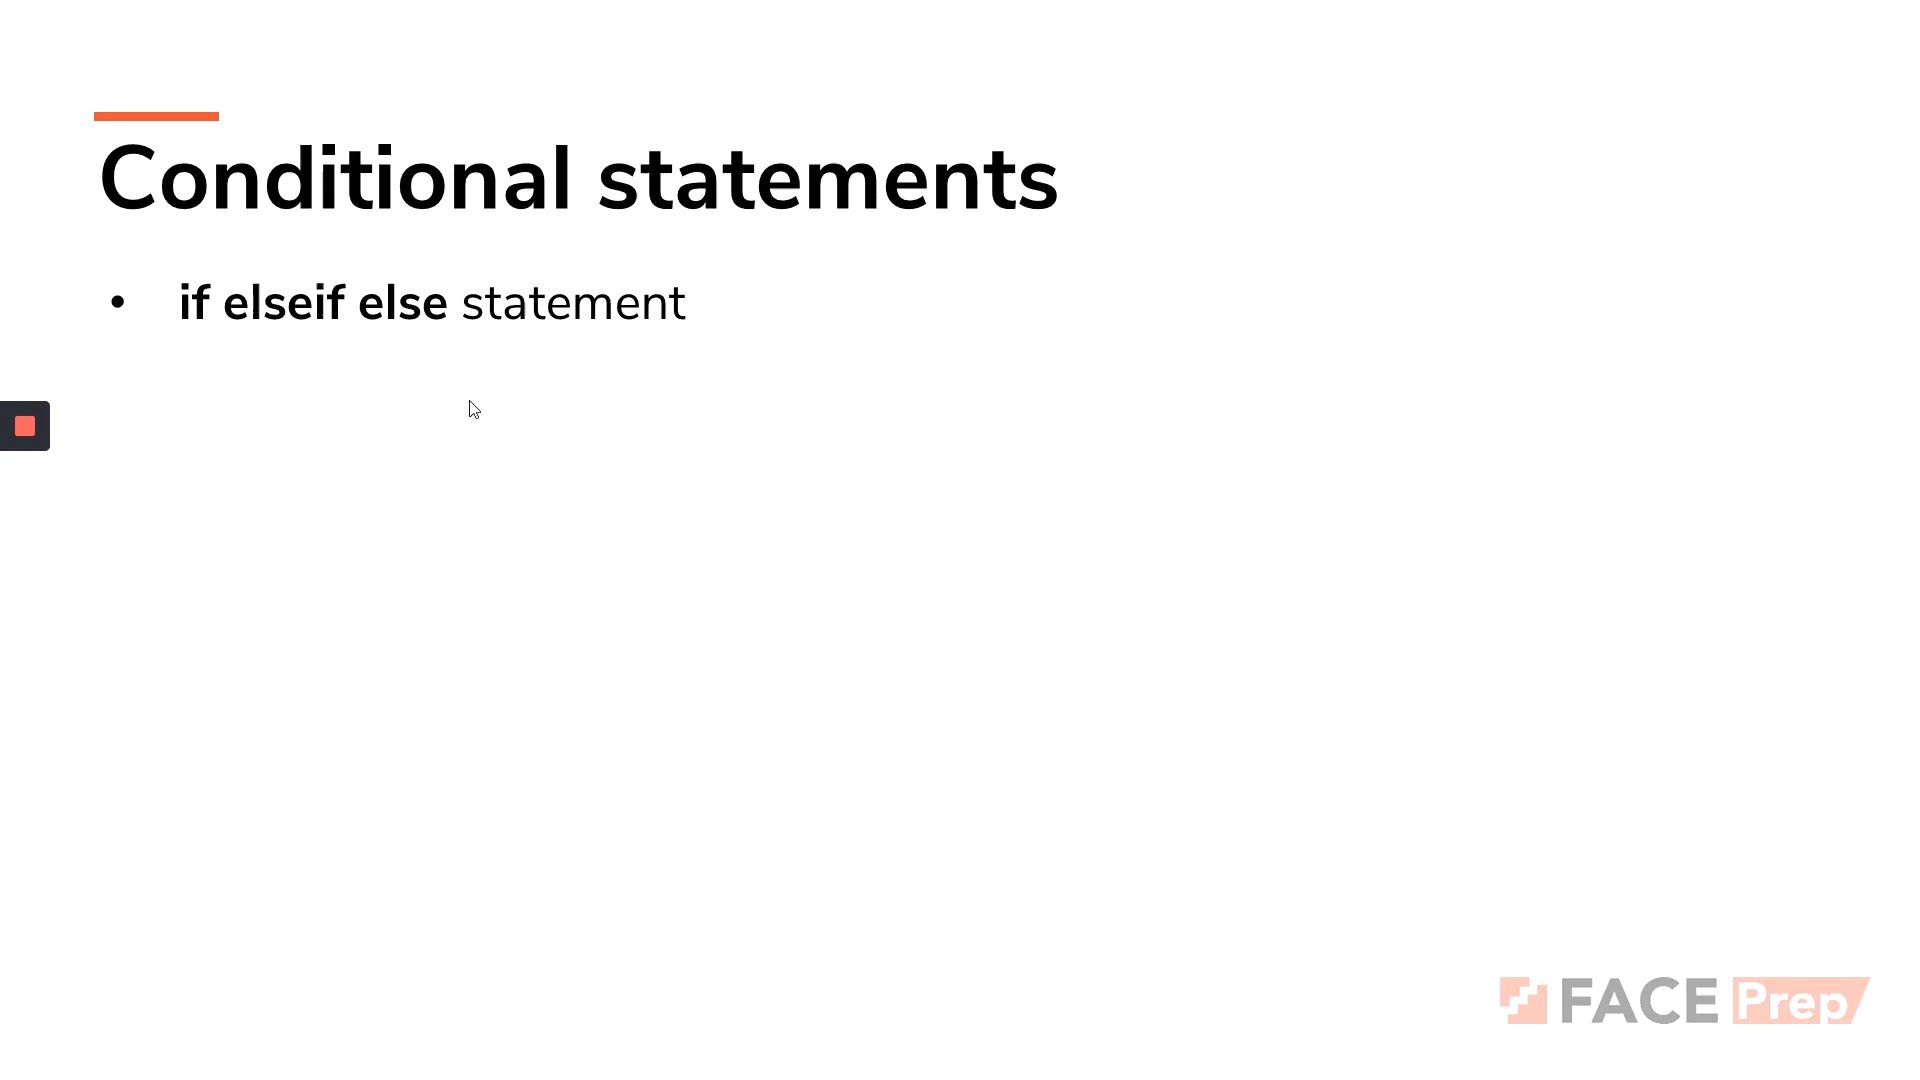 Conditional statements
• if elseif else statement
FACE Prep